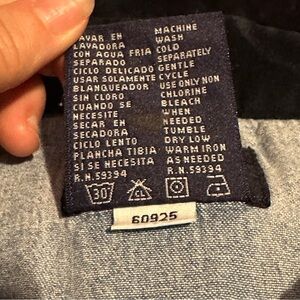 LAVAR EN MACHINE
LAVADORA WASH
CON AGUA FRIA COLD
SEPARADO SEPARATELY
CICLO DELICADO GENTLE
USAR SOLAMENTE CYCLE
BLANQUEADOR USE ONLY NON
SIN CLORO CHLORINE
CUANDO SE BLEACH
NECESITE WHEN
SECAR EN NEEDED
SECADORA TUMBLE
CICLO LENTO DRY LOW
PLANCHA TIBIA WARM IRON
SI SE NECESITA AS NEEDED
R.N.59394 R.N.59394
30
60925